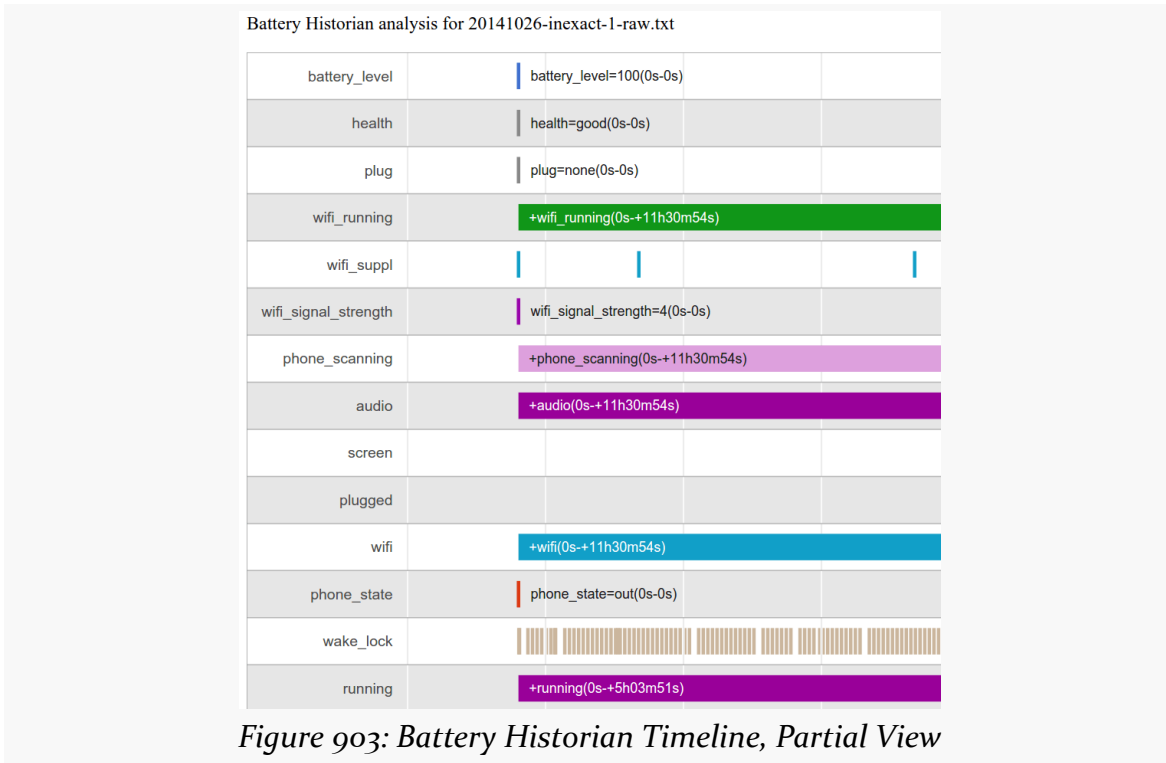 Battery Historian analysis for 20141026-inexact-1-raw.txt
battery_level battery_level=100(0s-0s)
health health=good(0s-0s)
plug plug=none(0s-0s)
wifi_running +wifi_running(0s-+11h30m54s)
wifi_suppl
wifi_signal_strength wifi_signal_strength=4(0s-0s)
phone_scanning +phone_scanning(0s-+11h30m54s)
audio +audio(0s-+11h30m54s)
screen
plugged
wifi +wifi(0s-+11h30m54s)
phone_state phone_state=out(0s-0s)
wake_lock
running +running(0s-+5h03m51s)
Figure 903: Battery Historian Timeline, Partial View